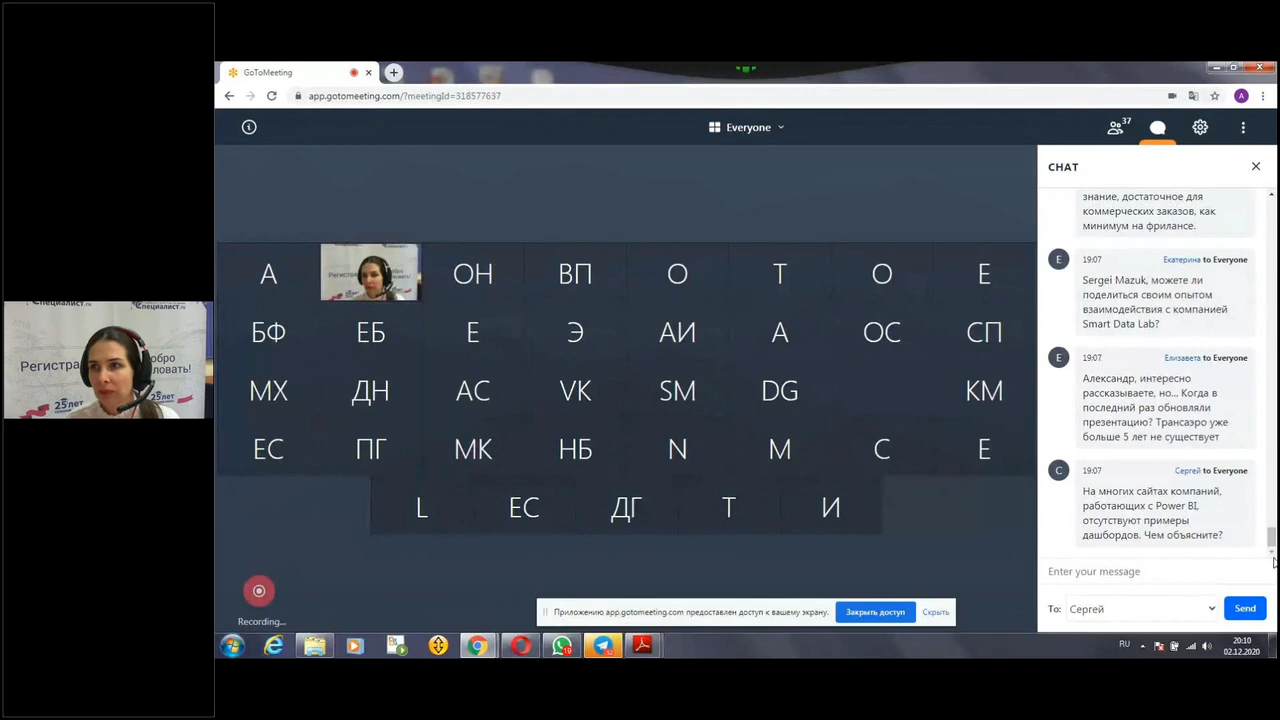 GoToMeeting
app.gotomeeting.com/?meetingId=318577637
Everyone
37
CHAT
знание, достаточное для
коммерческих заказов, как
минимум на фрилансе.
E
19:07
Екатерина to Everyone
Sergei Mazuk, можете ли
поделиться своим опытом
взаимодействия с компанией
Smart Data Lab?
E
19:07
Елизавета to Everyone
Александр, интересно
рассказываете, но... Когда в
последний раз обновляли
презентацию? Трансаэро уже
больше 5 лет не существует
С
19:07
Сергей to Everyone
На многих сайтах компаний,
работающих с Power BI,
отсутствуют примеры
дашбордов. Чем объясните?
Enter your message
To: Сергей
Send
А ОН ВП О Т О Е
БФ ЕБ Е Э АИ А ОС СП
МХ ДН АС VK SM DG КМ
ЕС ПГ МК НБ N М С Е
L ЕС ДГ Т И
Recording...
Приложению app.gotomeeting.com предоставлен доступ к вашему экрану.
Закрыть доступ
Скрыть
RU
20:10
02.12.2020
A
Специалист.ru
Регистра
25 лет